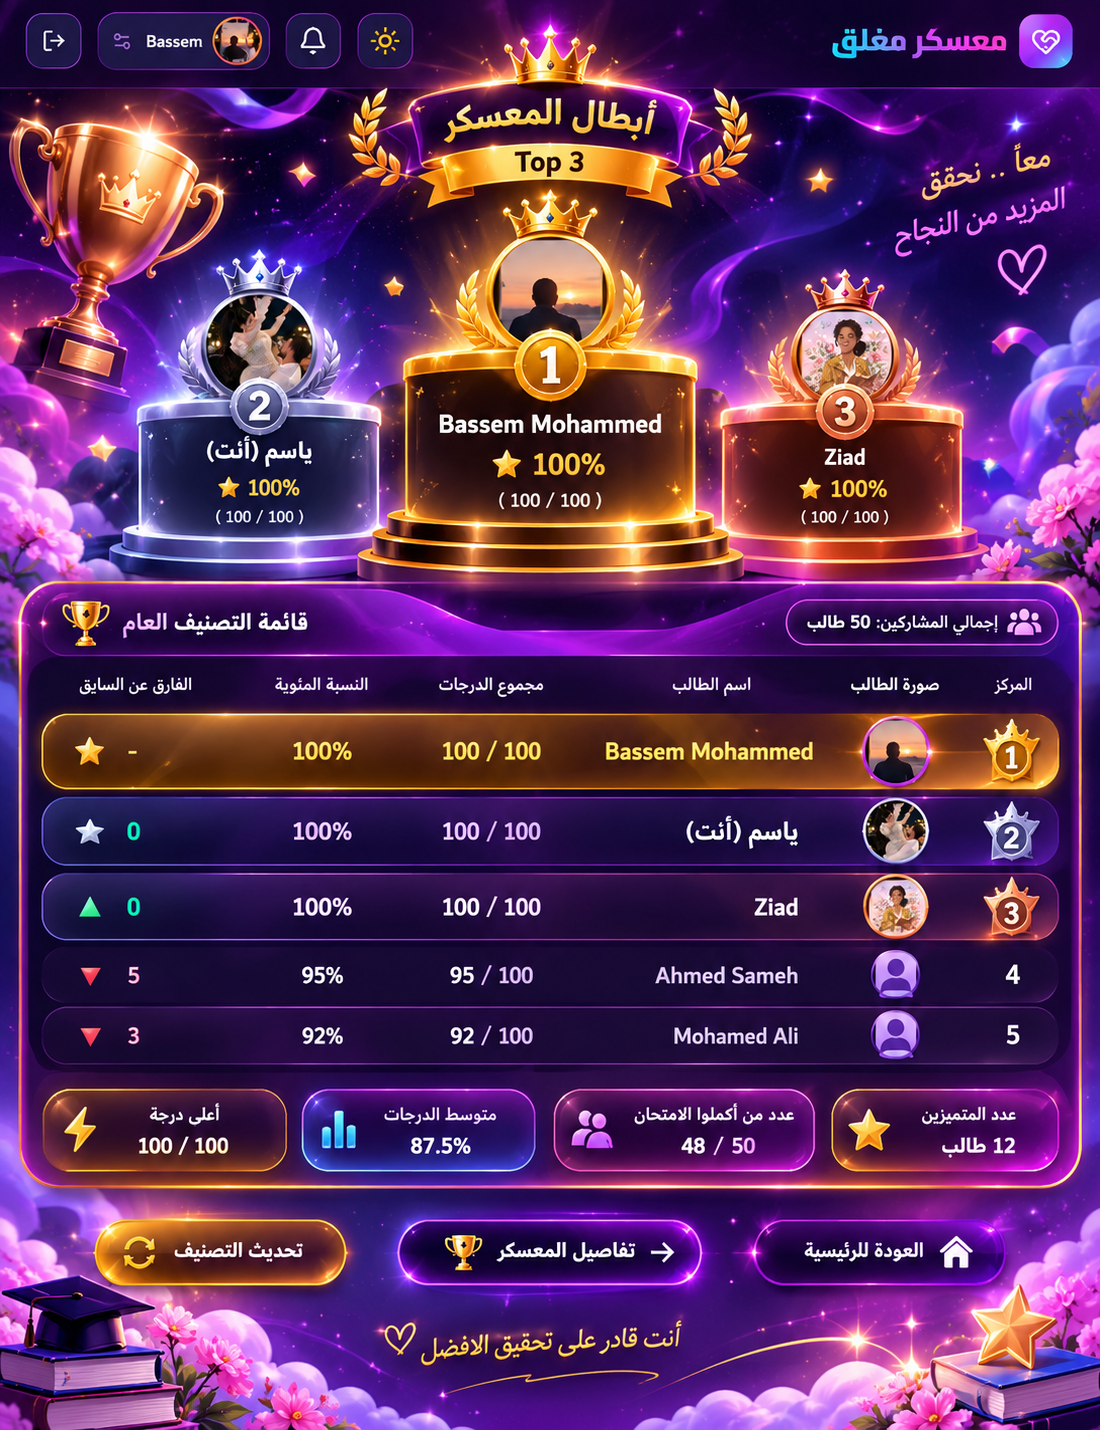 معسكر مغلق
Bassem
أبطال المعسكر
Top 3
معاً .. نحقق
المزيد من النجاح
1
Bassem Mohammed
100%
( 100 / 100 )
2
ياسم (أئت)
100%
( 100 / 100 )
3
Ziad
100%
( 100 / 100 )
إجمالي المشاركين: 50 طالب
قائمة التصنيف العام
المركز صورة الطالب اسم الطالب مجموع الدرجات النسبة المئوية الفارق عن السابق
1 Bassem Mohammed 100 / 100 100% -
2 ياسم (أئت) 100 / 100 100% 0
3 Ziad 100 / 100 100% 0
4 Ahmed Sameh 95 / 100 95% 5
5 Mohamed Ali 92 / 100 92% 3
عدد المتميزين
12 طالب
عدد من أكملوا الامتحان
48 / 50
متوسط الدرجات
87.5%
أعلى درجة
100 / 100
العودة للرئيسية
تفاصيل المعسكر
تحديث التصنيف
أنت قادر على تحقيق الافضل